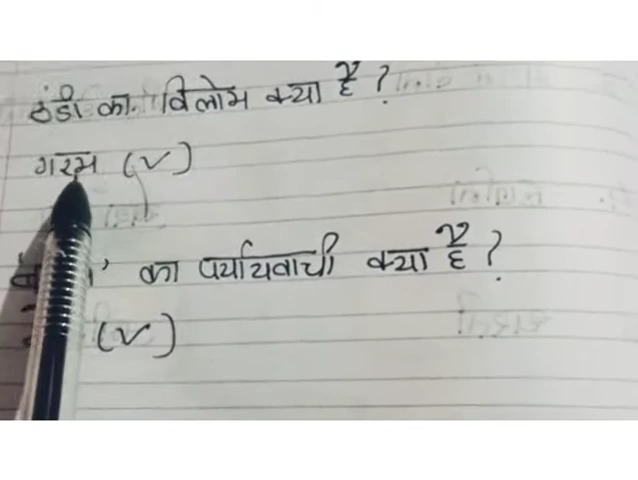 ठंडी का विलोम क्या है ?
गरम (✓)
' का पर्यायवाची क्या है ?
(✓)